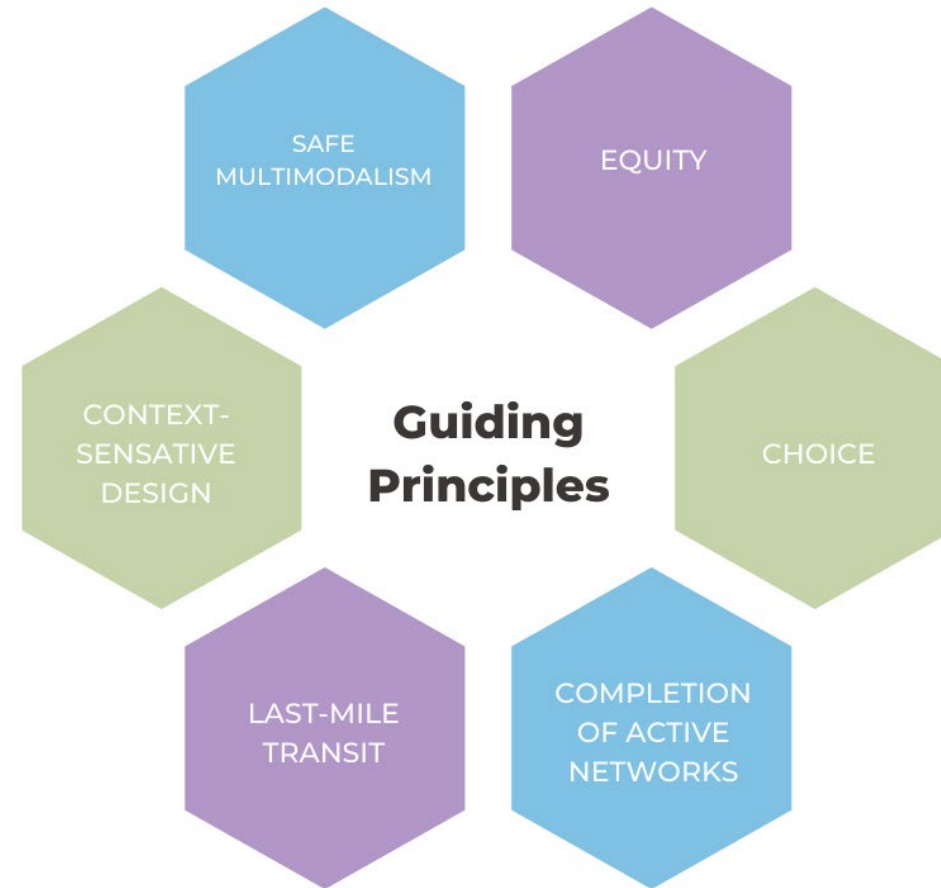 SAFE
MULTIMODALISM
EQUITY
CONTEXT-
SENSATIVE
DESIGN
Guiding
Principles
CHOICE
LAST-MILE
TRANSIT
COMPLETION
OF ACTIVE
NETWORKS